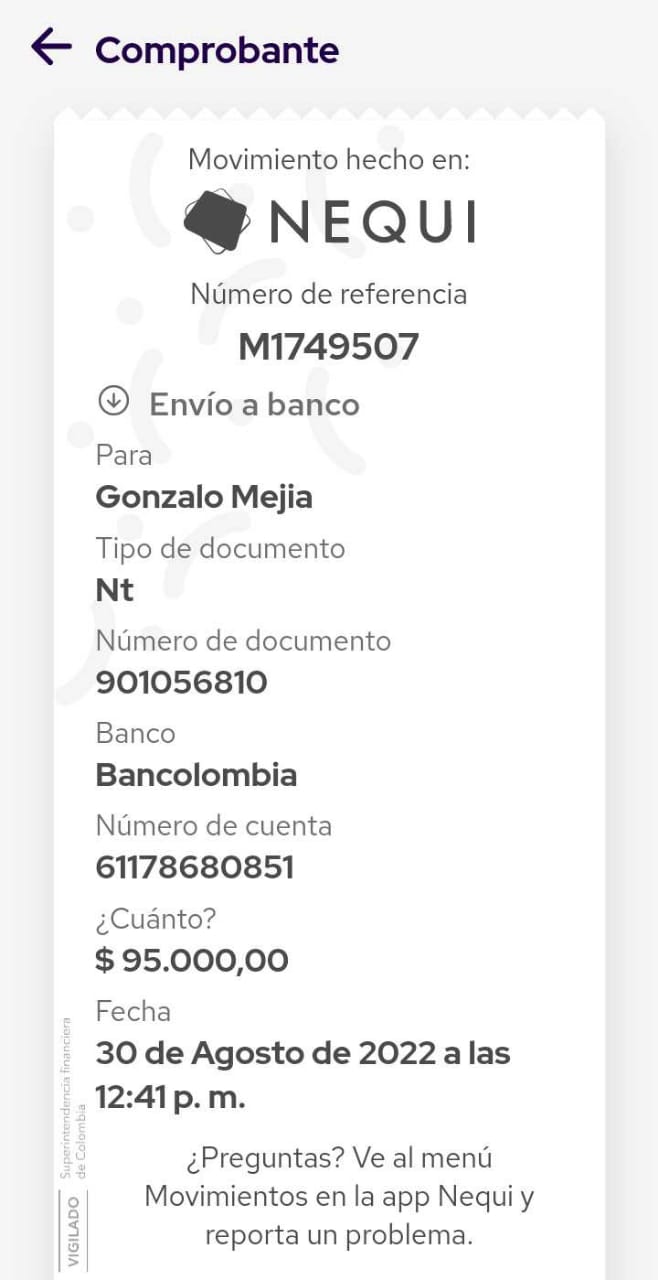 Comprobante
Movimiento hecho en:
NEQUI
Número de referencia
M1749507
Envío a banco
Para
Gonzalo Mejia
Tipo de documento
Nt
Número de documento
901056810
Banco
Bancolombia
Número de cuenta
61178680851
¿Cuánto?
$ 95.000,00
Fecha
30 de Agosto de 2022 a las
12:41 p. m.
¿Preguntas? Ve al menú
Movimientos en la app Nequi y
reporta un problema.
VIGILADO
Superintendencia financiera
de Colombia